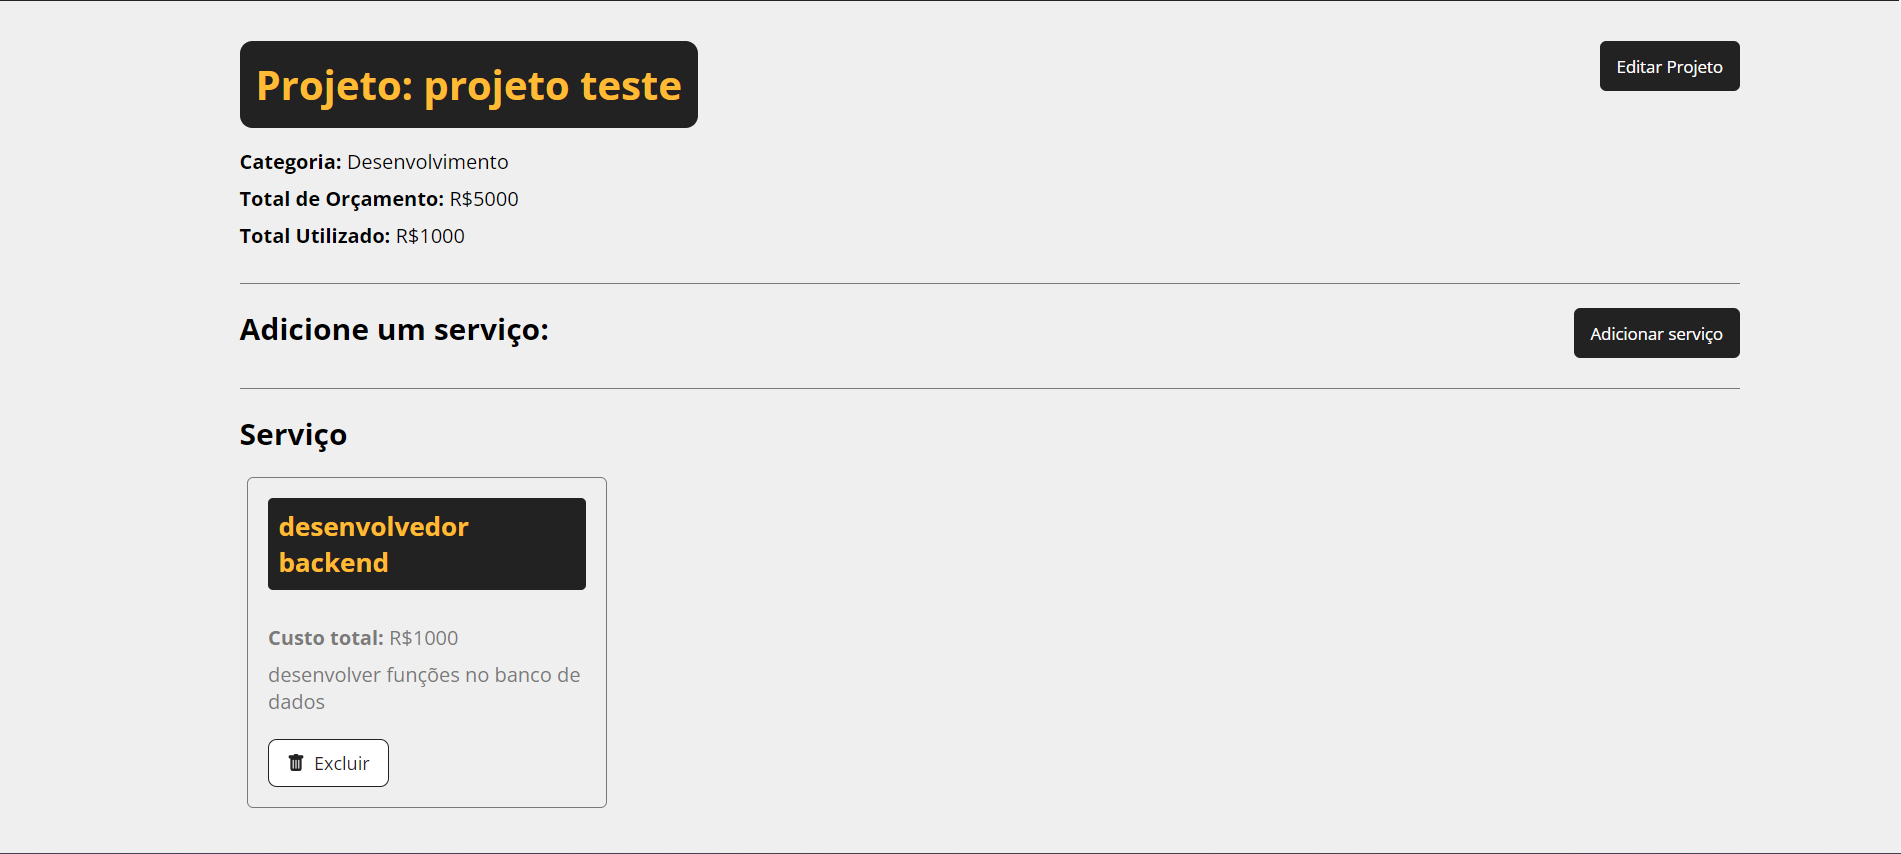 Projeto: projeto teste
Editar Projeto
Categoria: Desenvolvimento
Total de Orçamento: R$5000
Total Utilizado: R$1000
Adicione um serviço:
Adicionar serviço
Serviço
desenvolvedor
backend
Custo total: R$1000
desenvolver funções no banco de
dados
Excluir